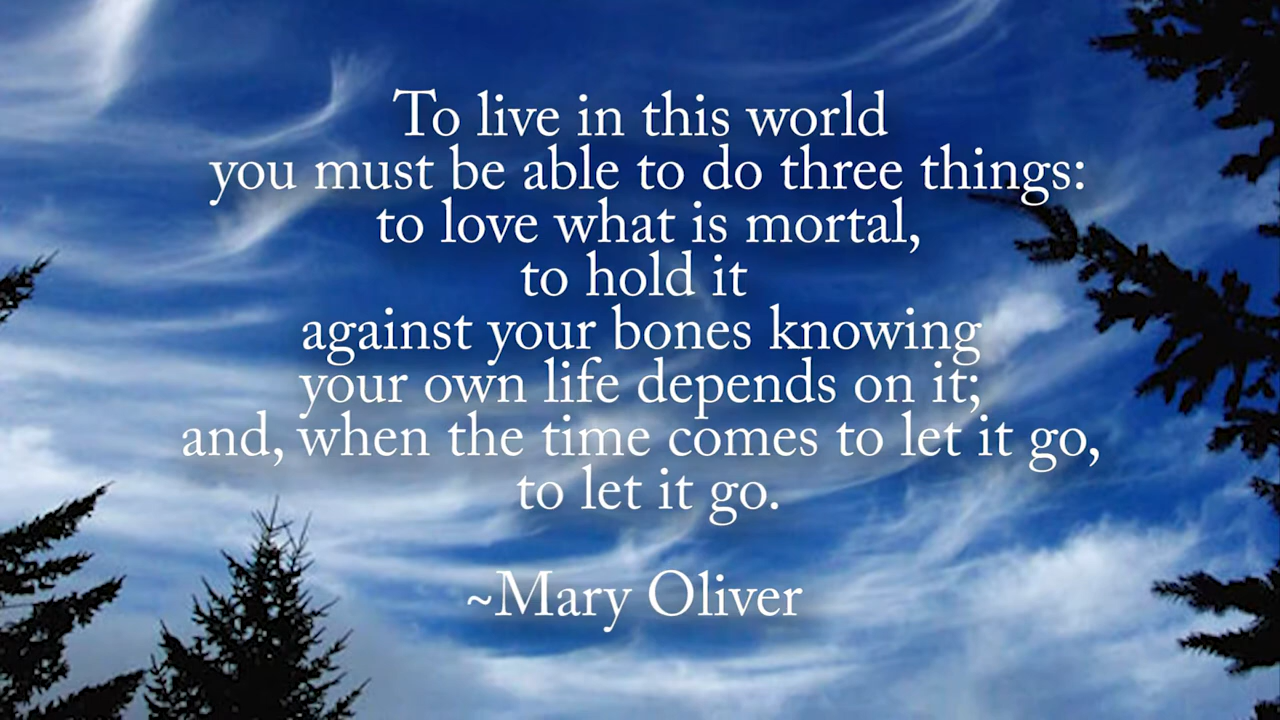 To live in this world
you must be able to do three things:
to love what is mortal,
to hold it
against your bones knowing
your own life depends on it;
and, when the time comes to let it go,
to let it go.
~Mary Oliver